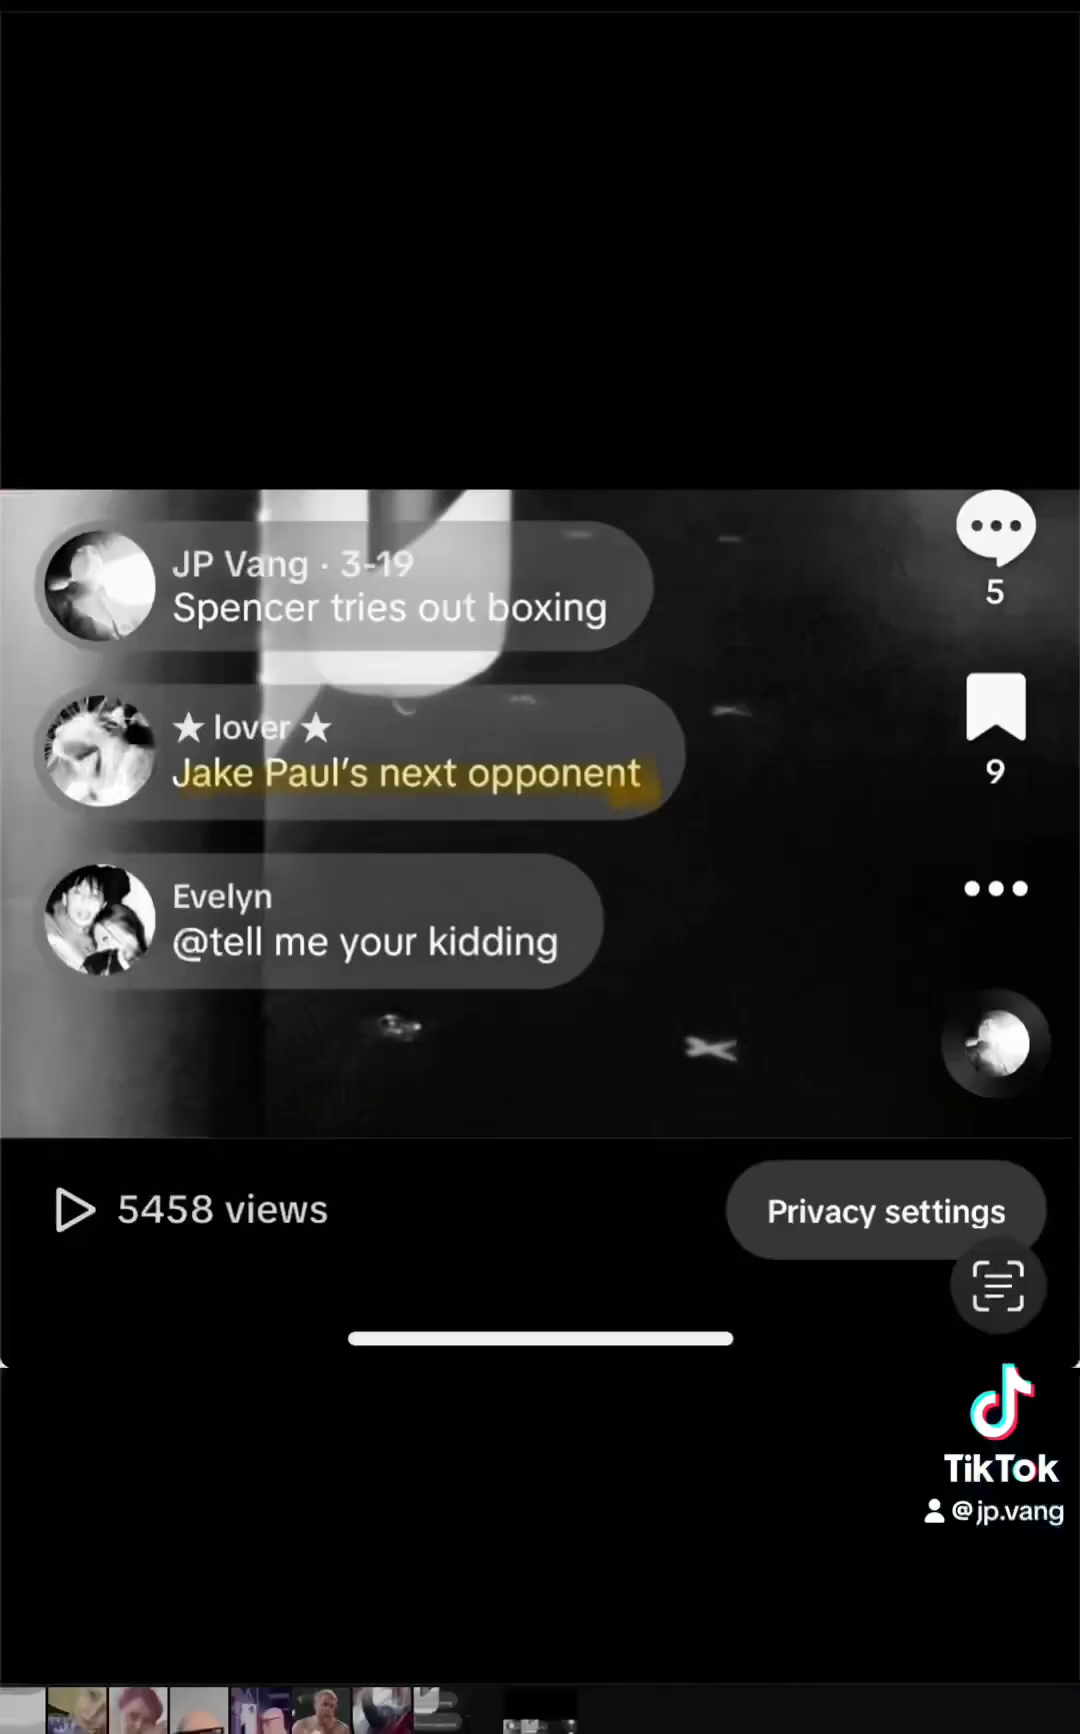 JP Vang · 3-19
Spencer tries out boxing
5
★ lover ★
Jake Paul's next opponent
9
Evelyn
@tell me your kidding
5458 views
Privacy settings
TikTok
@jp.vang